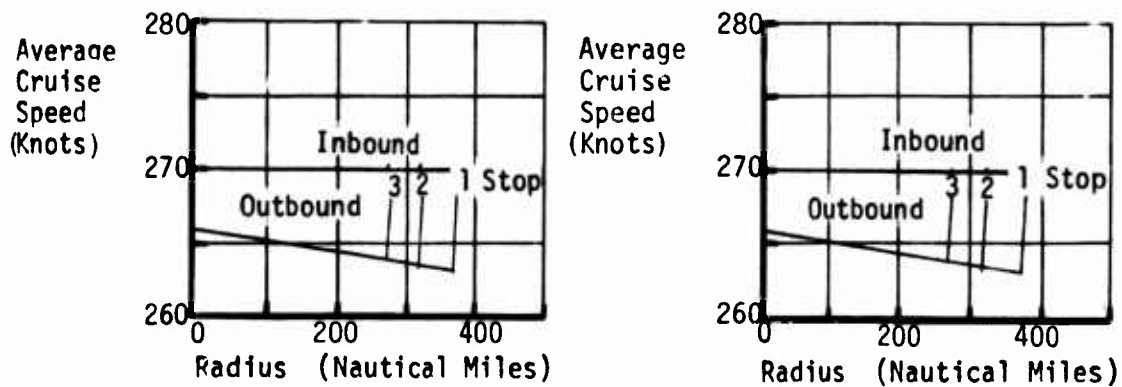 280
Average
Cruise
Speed
(Knots)
Inbound
270
3 2 1 Stop
Outbound
260
0 200 400
Radius (Nautical Miles)
280
Average
Cruise
Speed
(Knots)
Inbound
270
3 2 1 Stop
Outbound
260
0 200 400
Radius (Nautical Miles)